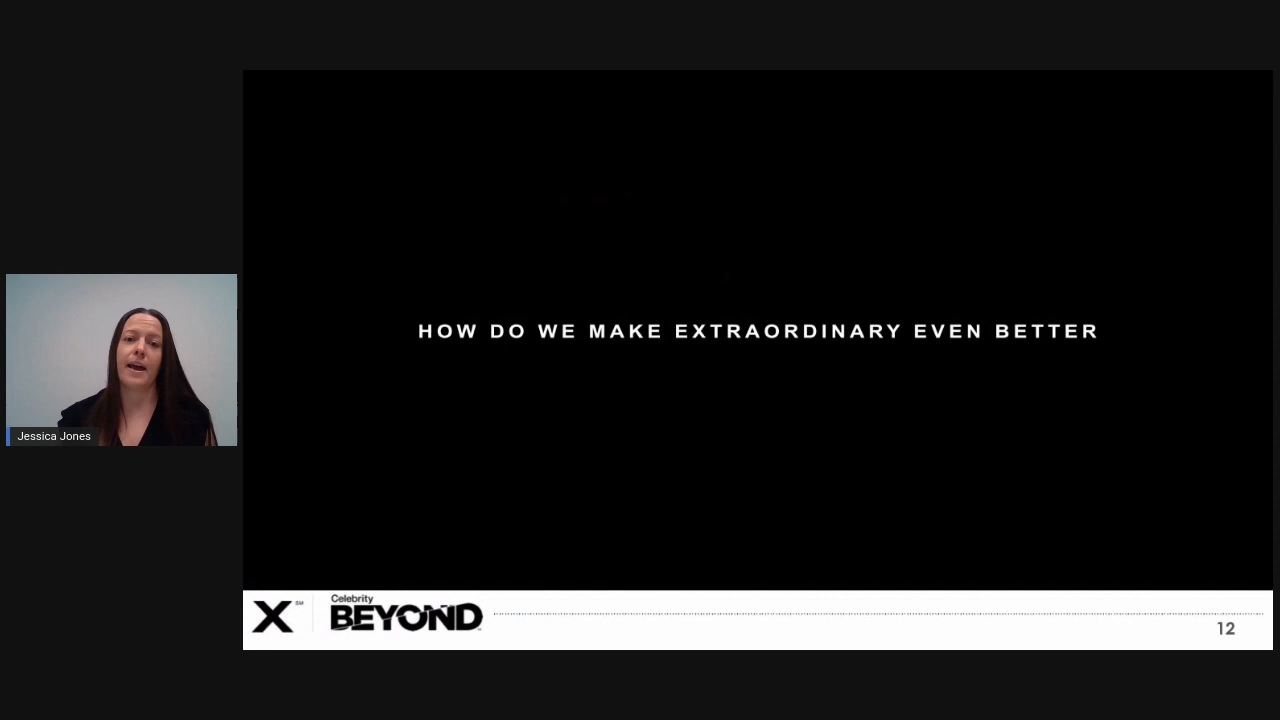 HOW DO WE MAKE EXTRAORDINARY EVEN BETTER
Jessica Jones
X SM
Celebrity
BEYOND
12